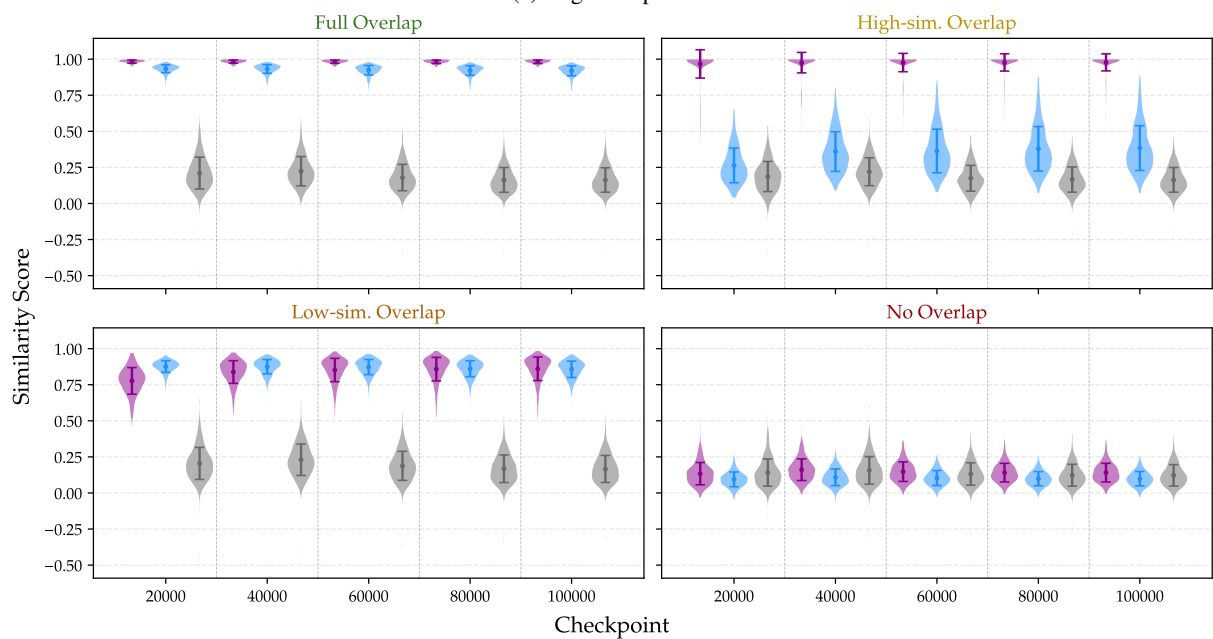 Full Overlap
High-sim. Overlap
1.00
0.75
0.50
0.25
0.00
−0.25
−0.50
Low-sim. Overlap
No Overlap
1.00
0.75
0.50
0.25
0.00
−0.25
−0.50
Similarity Score
20000 40000 60000 80000 100000
20000 40000 60000 80000 100000
Checkpoint